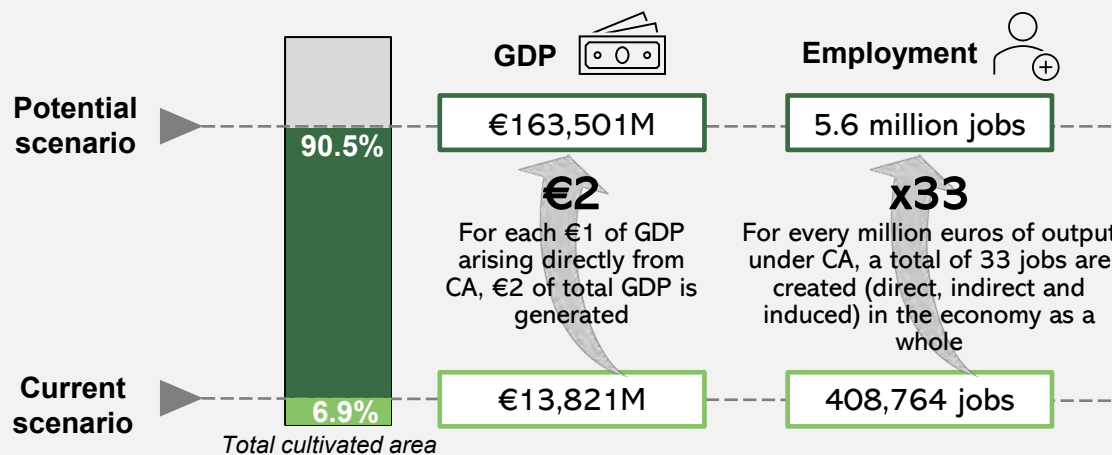 GDP
Employment
Potential
scenario
90.5%
€163,501M
5.6 million jobs
€2
For each €1 of GDP
arising directly from
CA, €2 of total GDP is
generated
x33
For every million euros of output
under CA, a total of 33 jobs are
created (direct, indirect and
induced) in the economy as a
whole
Current
scenario
6.9%
€13,821M
408,764 jobs
Total cultivated area